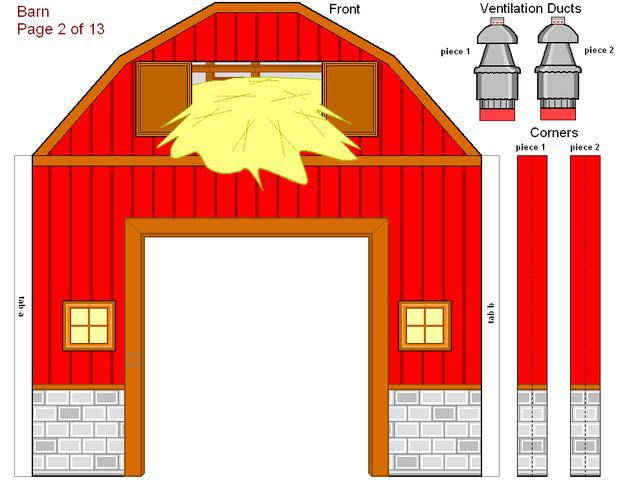 Barn
Page 2 of 13
Front
Ventilation Ducts
piece 1
piece 2
Corners
piece 1
piece 2
tab a
tab b